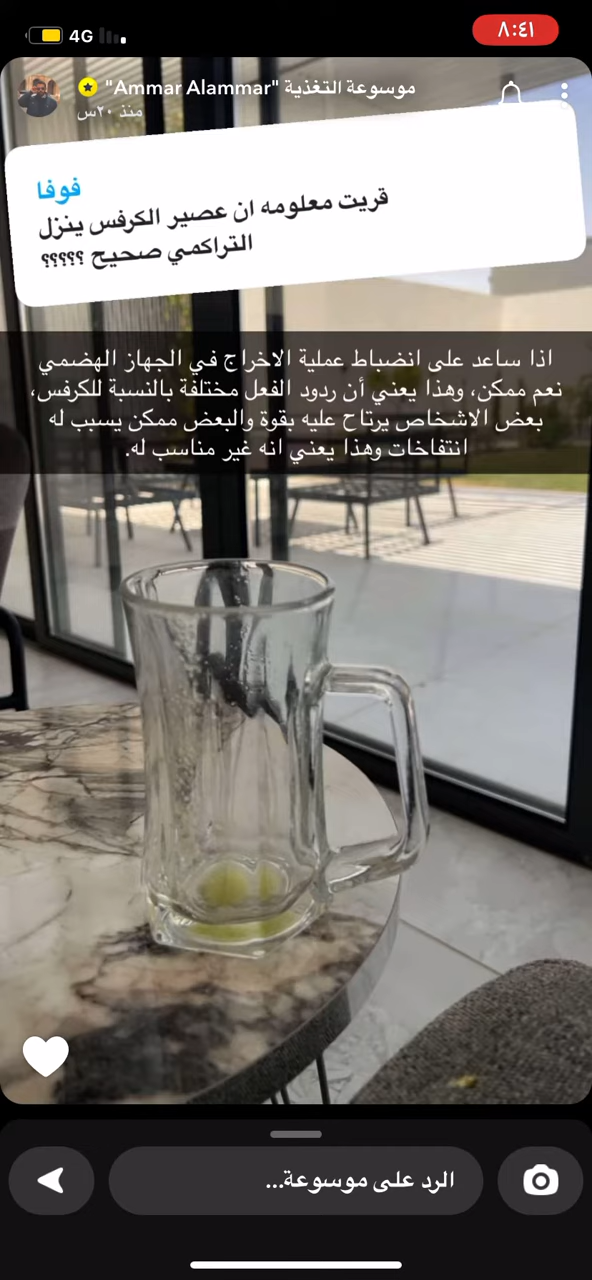 4G
٨:٤١
موسوعة التغذية "Ammar Alammar"
منذ ٢٠س
فوفا
قريت معلومه ان عصير الكرفس ينزل
التراكمي صحيح ؟؟؟؟؟
اذا ساعد على انضباط عملية الاخراج في الجهاز الهضمي
نعم ممكن، وهذا يعني أن ردود الفعل مختلفة بالنسبة للكرفس،
بعض الاشخاص يرتاح عليه بقوة والبعض ممكن يسبب له
انتفاخات وهذا يعني انه غير مناسب له.
الرد على موسوعة...